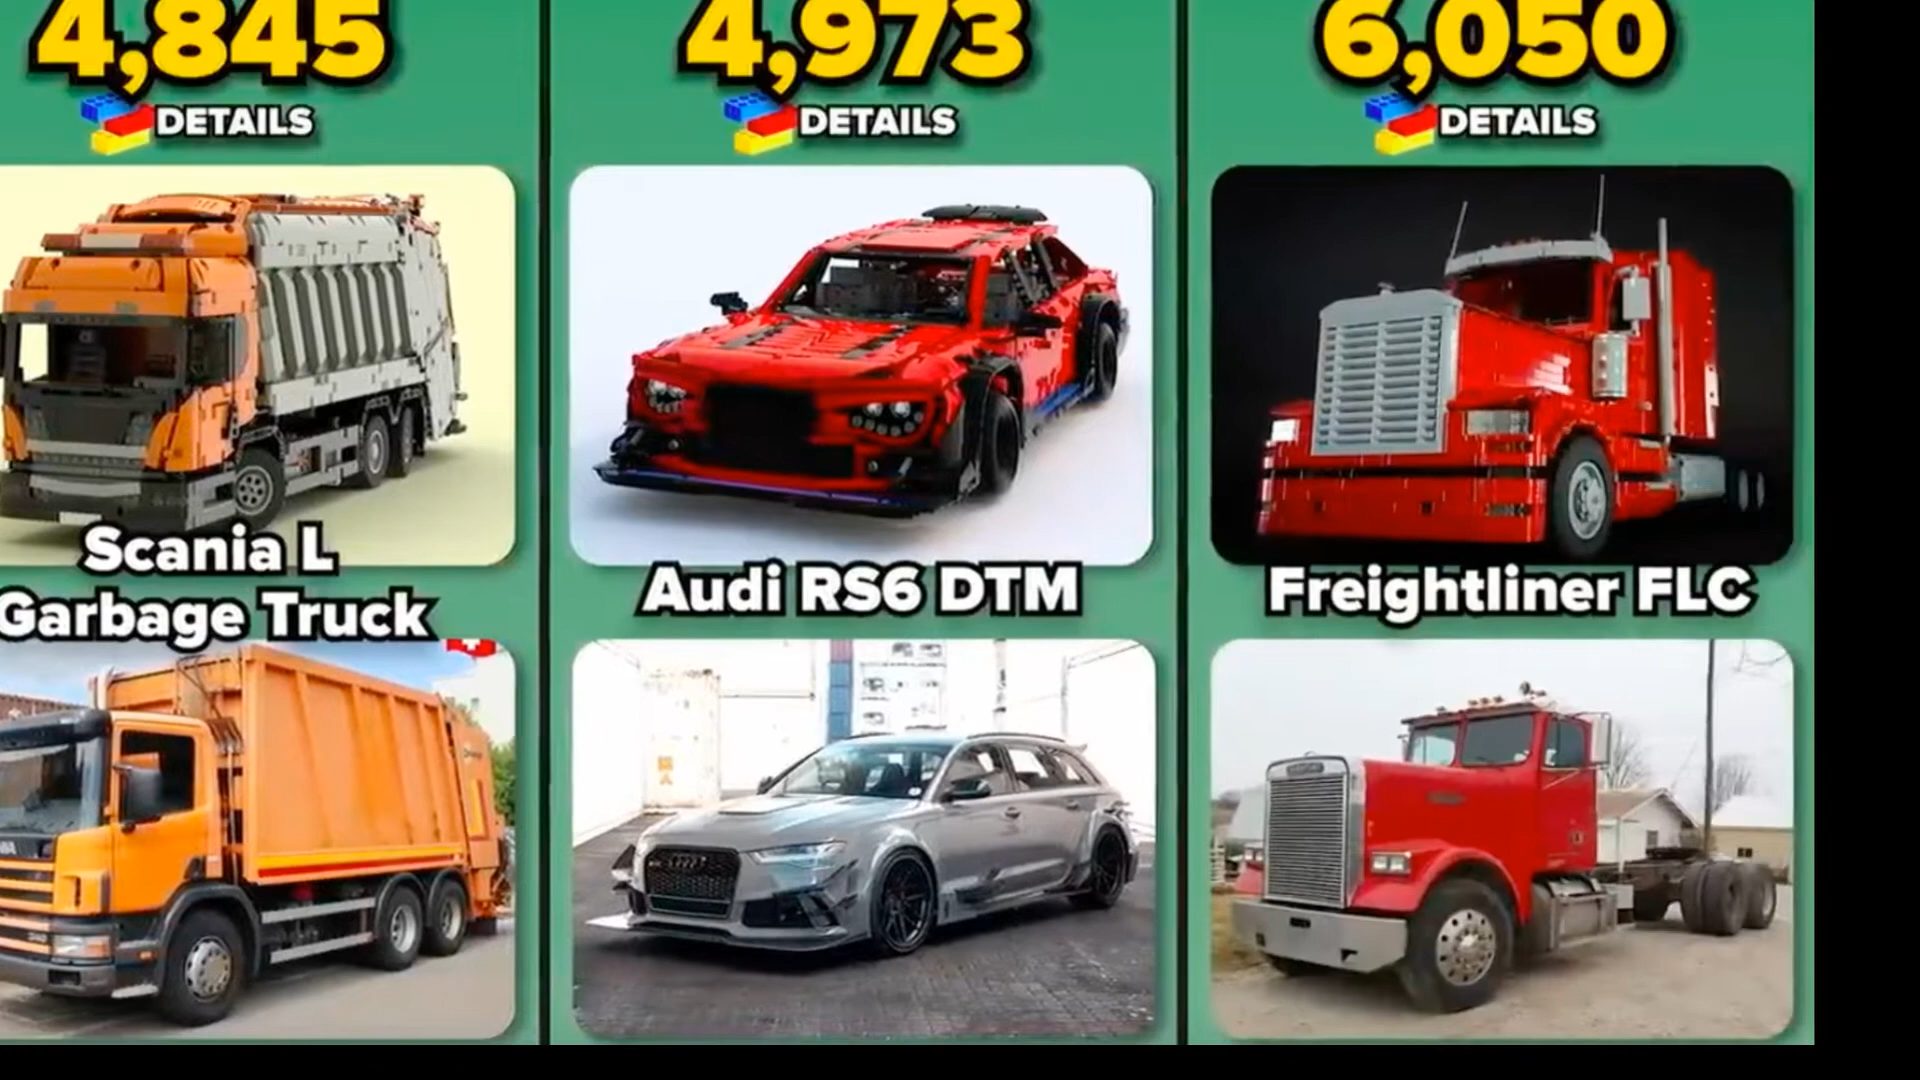 4,845
DETAILS
Scania L
Garbage Truck
4,973
DETAILS
Audi RS6 DTM
6,050
DETAILS
Freightliner FLC